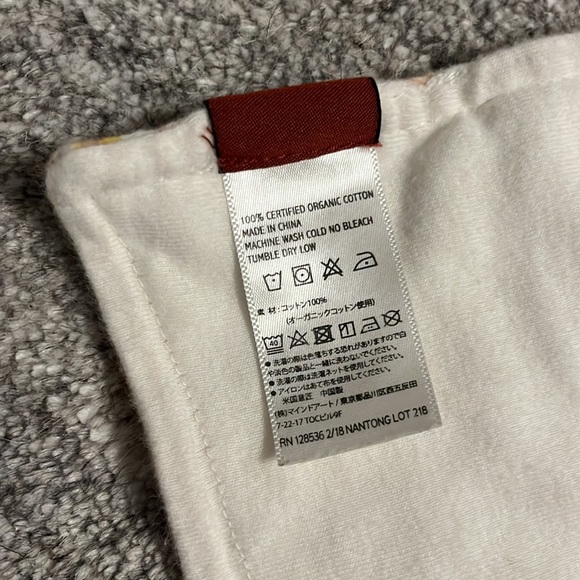 100% CERTIFIED ORGANIC COTTON
MADE IN CHINA
MACHINE WASH COLD NO BLEACH
TUMBLE DRY LOW
素 材 : コットン100%
(オーガニックコットン使用)
40
●洗濯の際は色落ちする恐れがありますので白
や淡色の製品と一緒に洗わないでください。
●洗濯の際は洗濯ネットを使用してください。
●アイロンはあて布を使用してください。
米国意匠 中国製
(株)マインドアート / 東京都品川区西五反田
7-22-17 TOCビル9F
RN 128536 2/18 NANTONG LOT 218